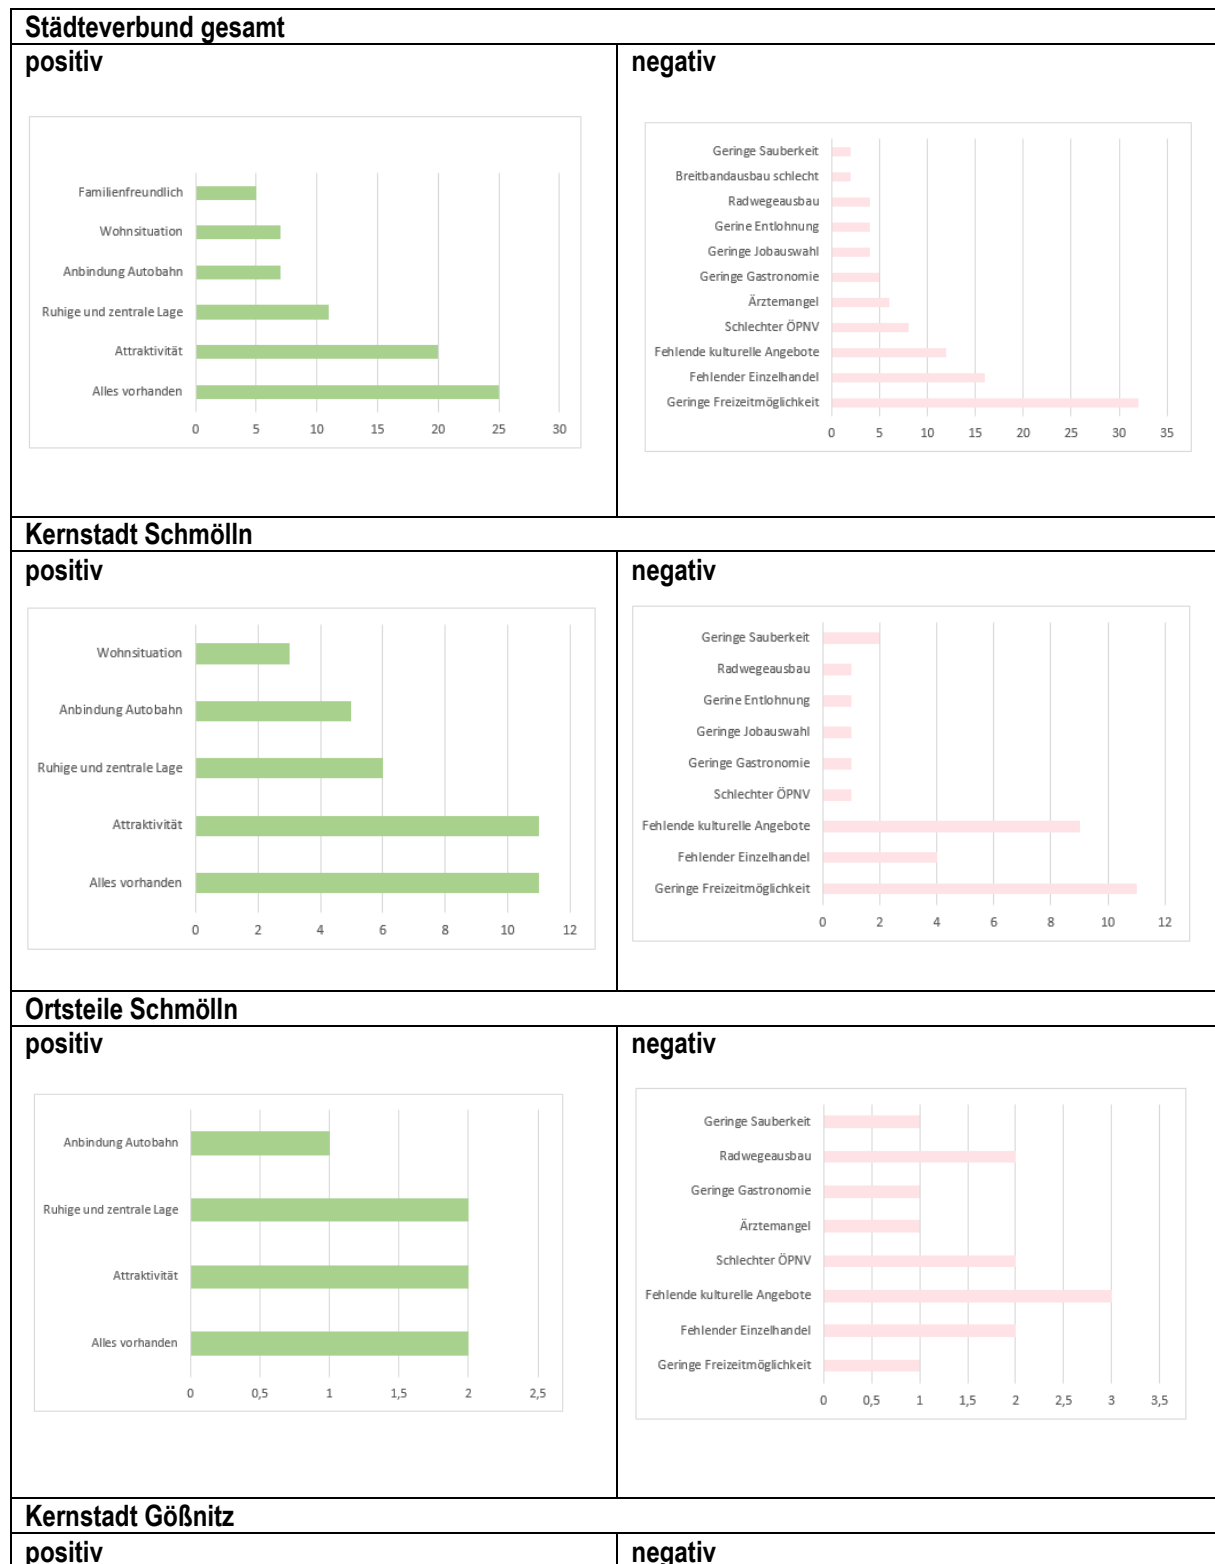 Städteverbund gesamt
positiv
negativ
Familienfreundlich
Wohnsituation
Anbindung Autobahn
Ruhige und zentrale Lage
Attraktivität
Alles vorhanden
0 5 10 15 20 25 30
Geringe Sauberkeit
Breitbandausbau schlecht
Radwegeausbau
Gerine Entlohnung
Geringe Jobauswahl
Geringe Gastronomie
Ärztemangel
Schlechter ÖPNV
Fehlende kulturelle Angebote
Fehlender Einzelhandel
Geringe Freizeitmöglichkeit
0 5 10 15 20 25 30 35
Kernstadt Schmölln
positiv
negativ
Wohnsituation
Anbindung Autobahn
Ruhige und zentrale Lage
Attraktivität
Alles vorhanden
0 2 4 6 8 10 12
Geringe Sauberkeit
Radwegeausbau
Gerine Entlohnung
Geringe Jobauswahl
Geringe Gastronomie
Schlechter ÖPNV
Fehlende kulturelle Angebote
Fehlender Einzelhandel
Geringe Freizeitmöglichkeit
0 2 4 6 8 10 12
Ortsteile Schmölln
positiv
negativ
Anbindung Autobahn
Ruhige und zentrale Lage
Attraktivität
Alles vorhanden
0 0,5 1 1,5 2 2,5
Geringe Sauberkeit
Radwegeausbau
Geringe Gastronomie
Ärztemangel
Schlechter ÖPNV
Fehlende kulturelle Angebote
Fehlender Einzelhandel
Geringe Freizeitmöglichkeit
0 0,5 1 1,5 2 2,5 3 3,5
Kernstadt Gößnitz
positiv
negativ